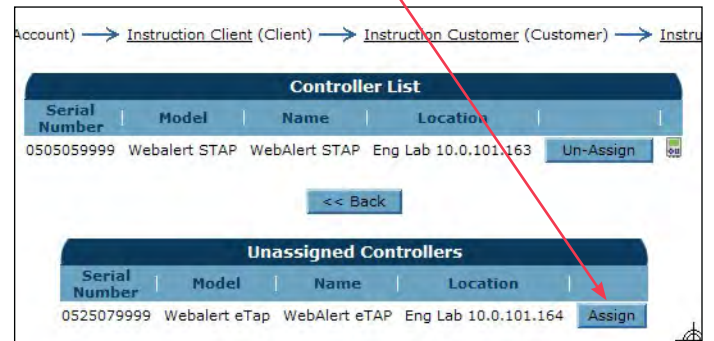 Account) → Instruction Client (Client) → Instruction Customer (Customer) → Instru
Controller List
Serial Number Model Name Location
0505059999 Webalert STAP WebAlert STAP Eng Lab 10.0.101.163 Un-Assign
<< Back
Unassigned Controllers
Serial Number Model Name Location
0525079999 Webalert eTap WebAlert eTAP Eng Lab 10.0.101.164 Assign